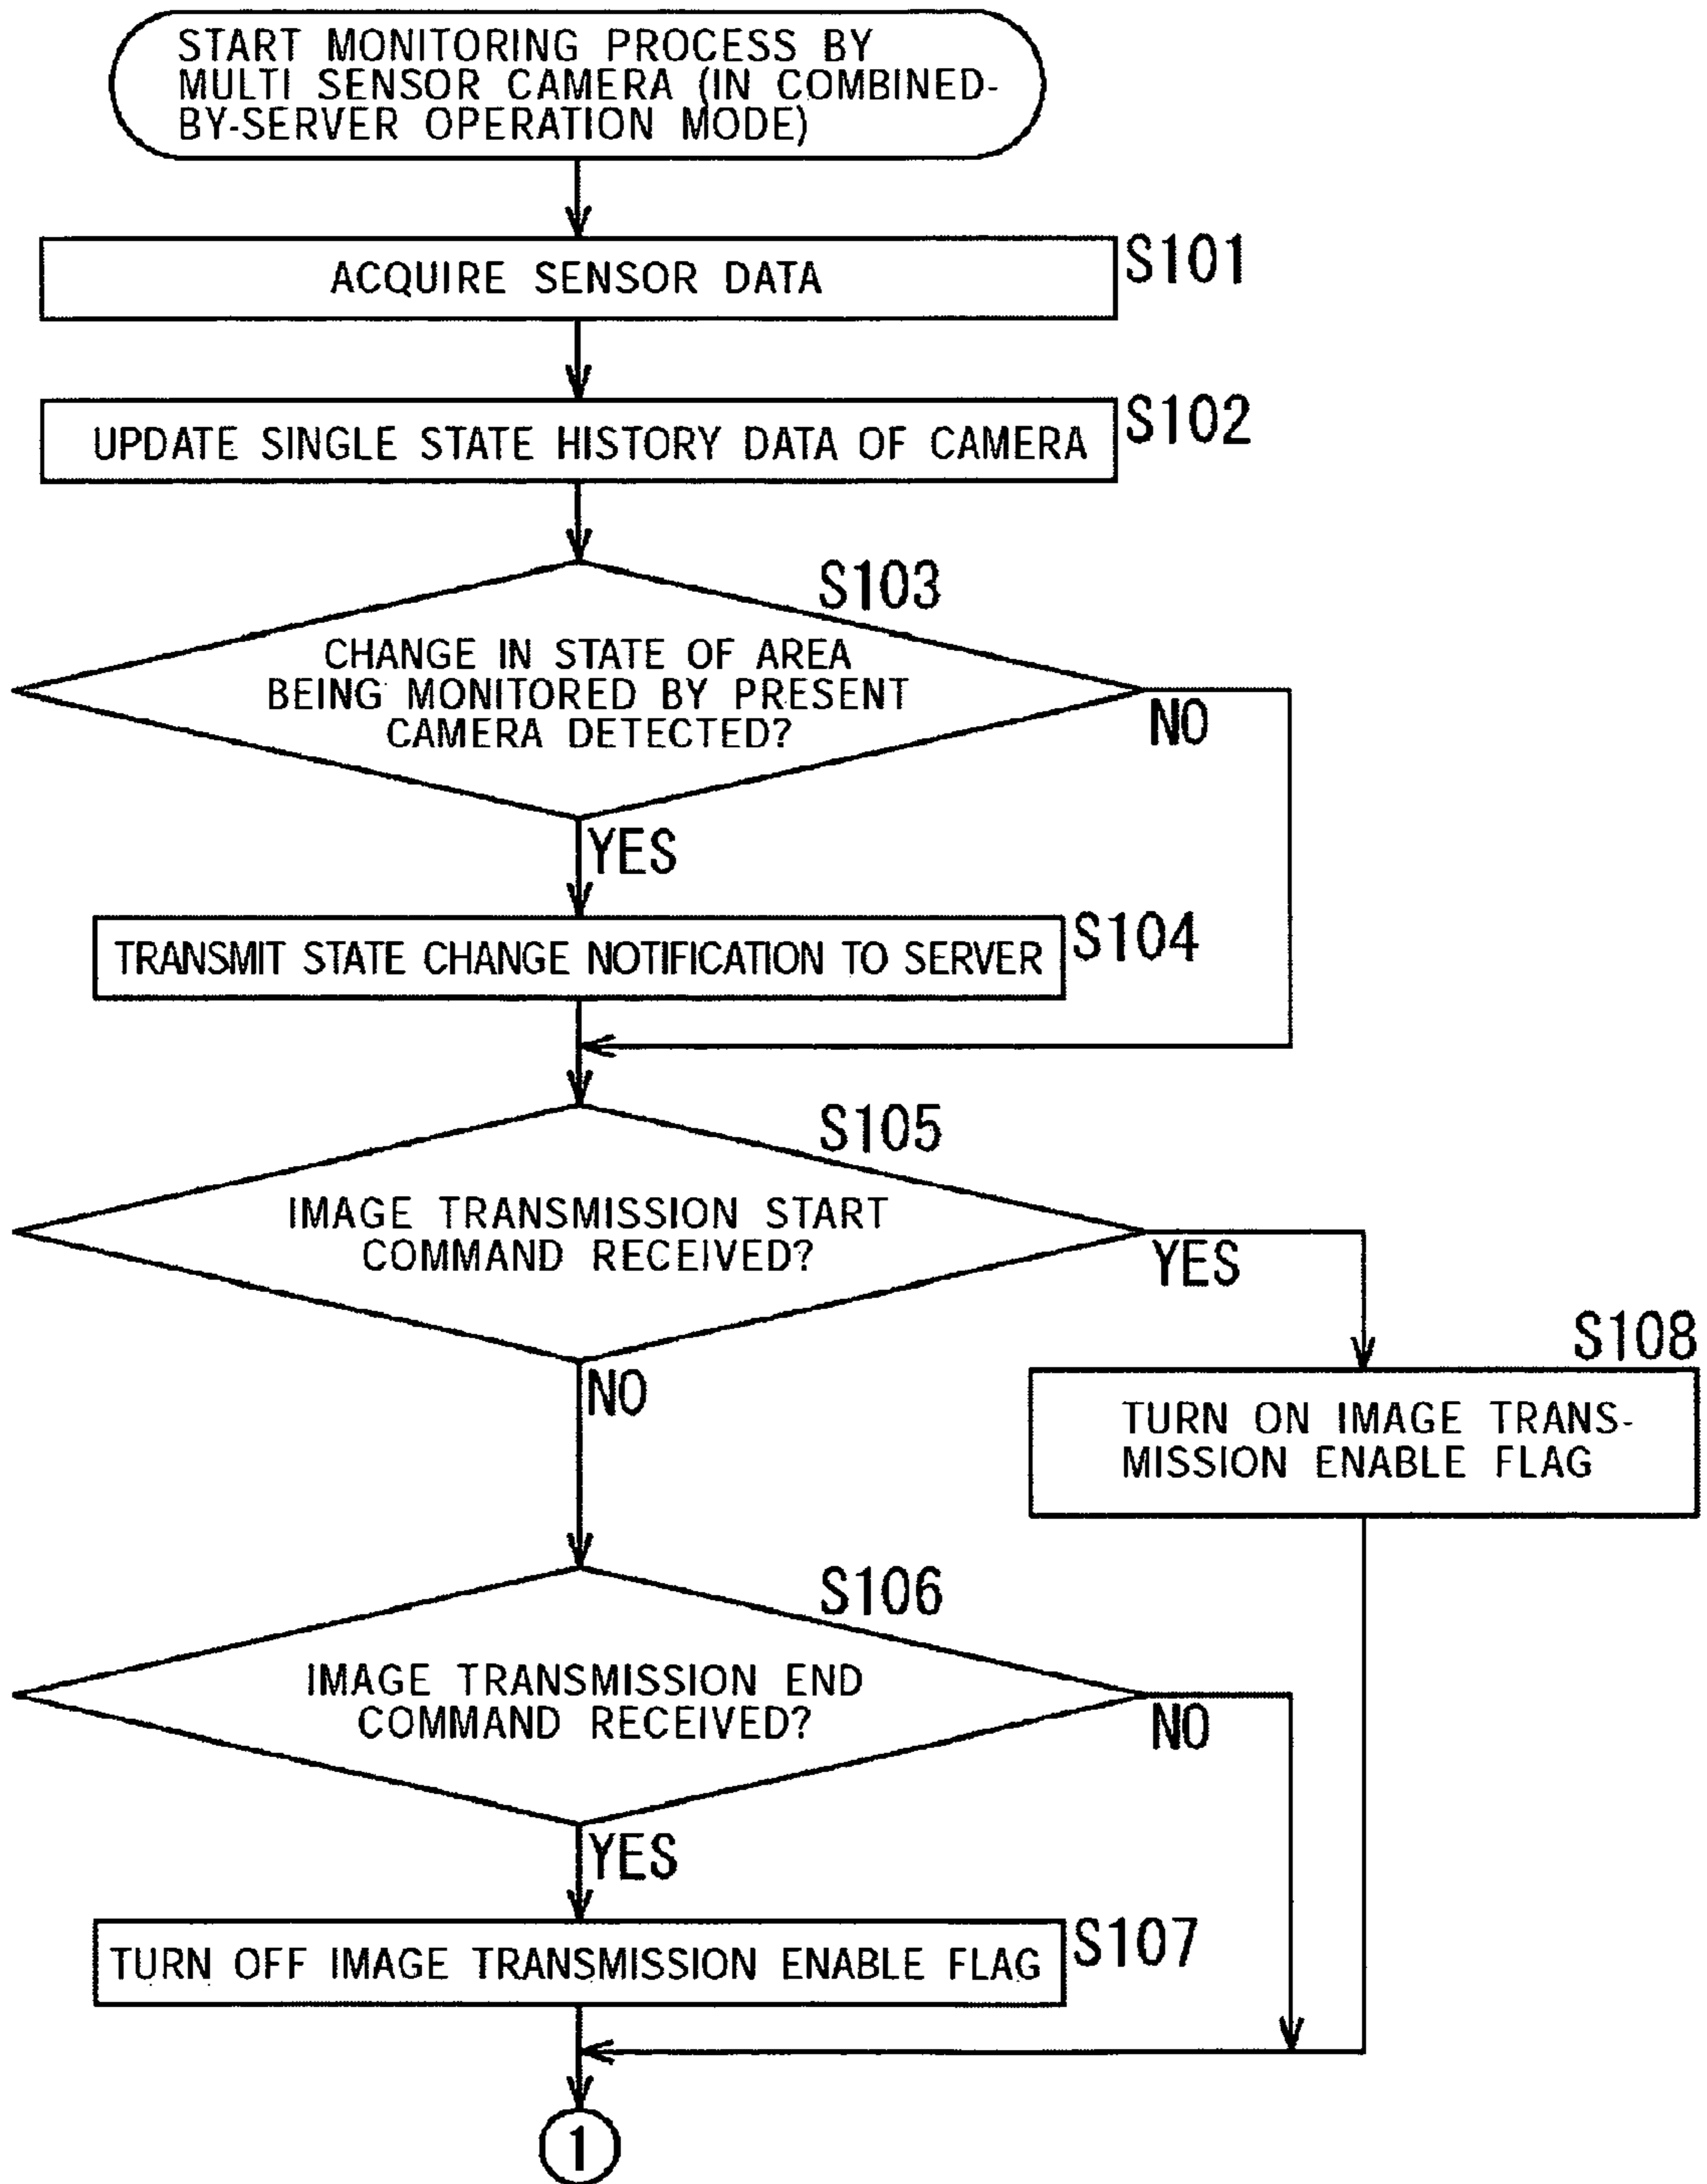 START MONITORING PROCESS BY
MULTI SENSOR CAMERA (IN COMBINED-
BY-SERVER OPERATION MODE)
ACQUIRE SENSOR DATA
S101
UPDATE SINGLE STATE HISTORY DATA OF CAMERA
S102
S103
CHANGE IN STATE OF AREA
BEING MONITORED BY PRESENT
CAMERA DETECTED?
NO
YES
TRANSMIT STATE CHANGE NOTIFICATION TO SERVER
S104
S105
IMAGE TRANSMISSION START
COMMAND RECEIVED?
YES
NO
S108
TURN ON IMAGE TRANS-
MISSION ENABLE FLAG
S106
IMAGE TRANSMISSION END
COMMAND RECEIVED?
NO
YES
TURN OFF IMAGE TRANSMISSION ENABLE FLAG
S107
1